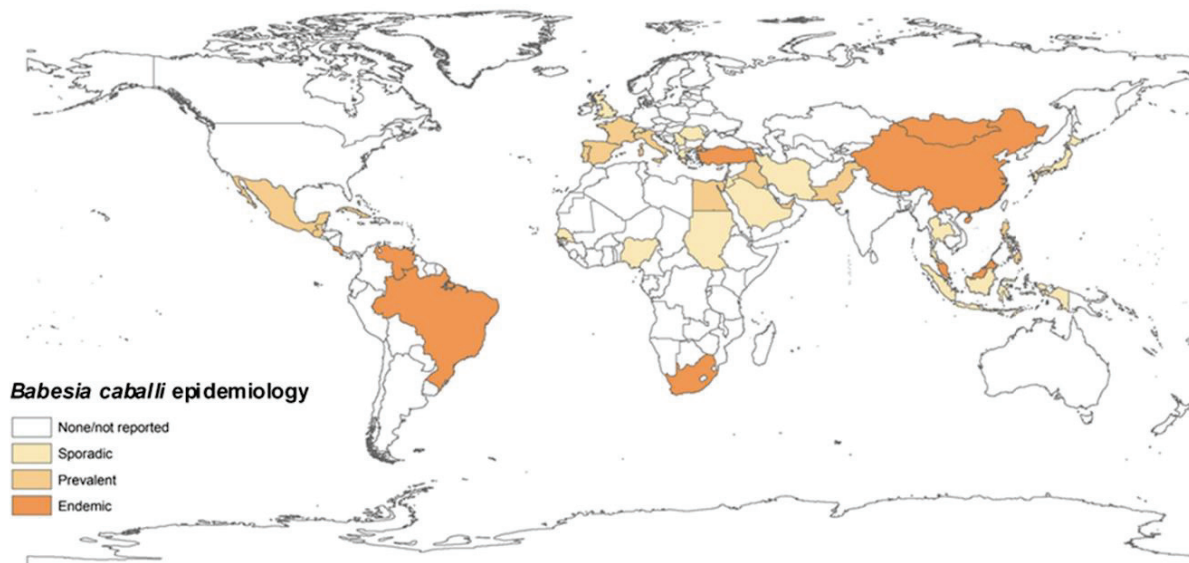 Babesia caballi epidemiology
None/not reported
Sporadic
Prevalent
Endemic